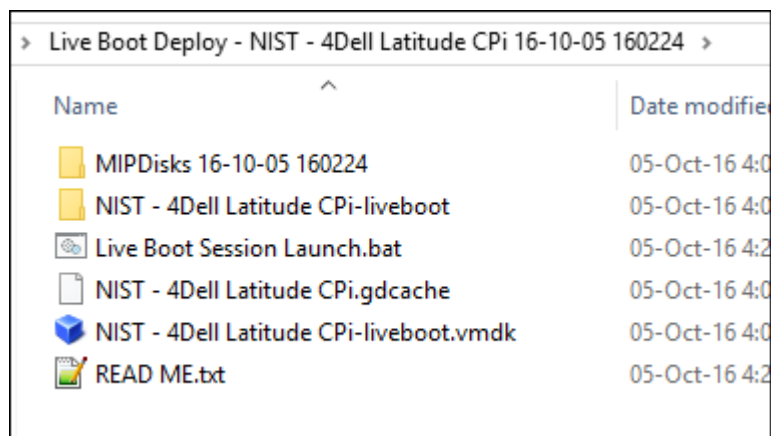 > Live Boot Deploy - NIST - 4Dell Latitude CPi 16-10-05 160224 >
Name Date modified
MIPDisks 16-10-05 160224 05-Oct-16 4:0
NIST - 4Dell Latitude CPi-liveboot 05-Oct-16 4:0
Live Boot Session Launch.bat 05-Oct-16 4:2
NIST - 4Dell Latitude CPi.gdcache 05-Oct-16 4:0
NIST - 4Dell Latitude CPi-liveboot.vmdk 05-Oct-16 4:0
READ ME.txt 05-Oct-16 4:2